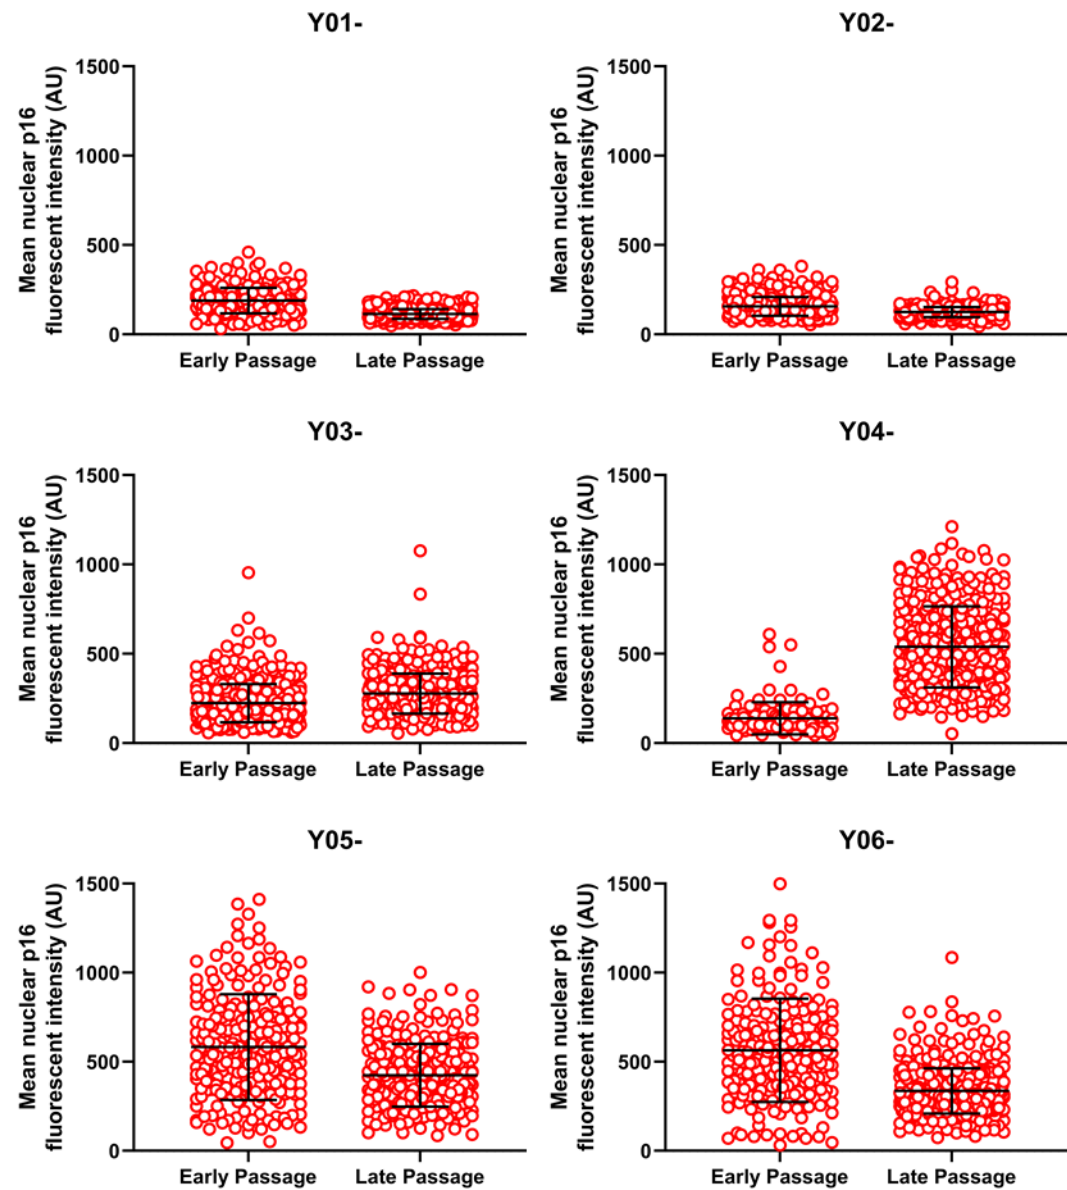 Y01-
Mean nuclear p16
fluorescent intensity (AU)
1500
1000
500
0
Early Passage
Late Passage
Y02-
Mean nuclear p16
fluorescent intensity (AU)
1500
1000
500
0
Early Passage
Late Passage
Y03-
Mean nuclear p16
fluorescent intensity (AU)
1500
1000
500
0
Early Passage
Late Passage
Y04-
Mean nuclear p16
fluorescent intensity (AU)
1500
1000
500
0
Early Passage
Late Passage
Y05-
Mean nuclear p16
fluorescent intensity (AU)
1500
1000
500
0
Early Passage
Late Passage
Y06-
Mean nuclear p16
fluorescent intensity (AU)
1500
1000
500
0
Early Passage
Late Passage